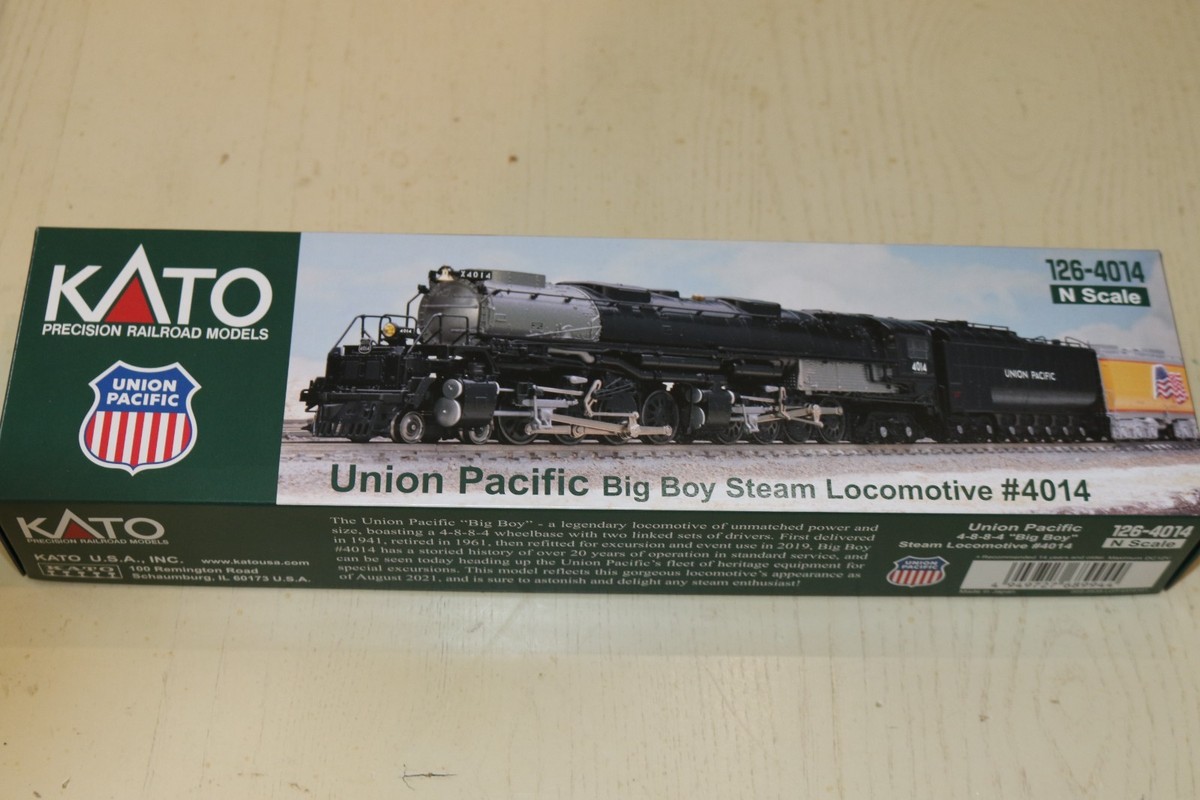 KATO
PRECISION RAILROAD MODELS
UNION
PACIFIC
126-4014
N Scale
X4014
4014
4014
UNION PACIFIC
Union Pacific Big Boy Steam Locomotive #4014
KATO
PRECISION RAILROAD MODELS
KATO U.S.A., INC. www.katousa.com
KATO
100 Remington Road
Schaumburg, IL 60173 U.S.A.
The Union Pacific "Big Boy" - a legendary locomotive of unmatched power and
size, boasting a 4-8-8-4 wheelbase with two linked sets of drivers. First delivered
in 1941, retired in 1961, then refitted for excursion and event use in 2019, Big Boy
#4014 has a storied history of over 20 years of operation in standard service, and
can be seen today heading up the Union Pacific's fleet of heritage equipment for
special excursions. This model reflects this gorgeous locomotive's appearance as
of August 2021, and is sure to astonish and delight any steam enthusiast!
Union Pacific
4-8-8-4 "Big Boy"
Steam Locomotive #4014
126-4014
N Scale
UNION
PACIFIC
Made in Japan